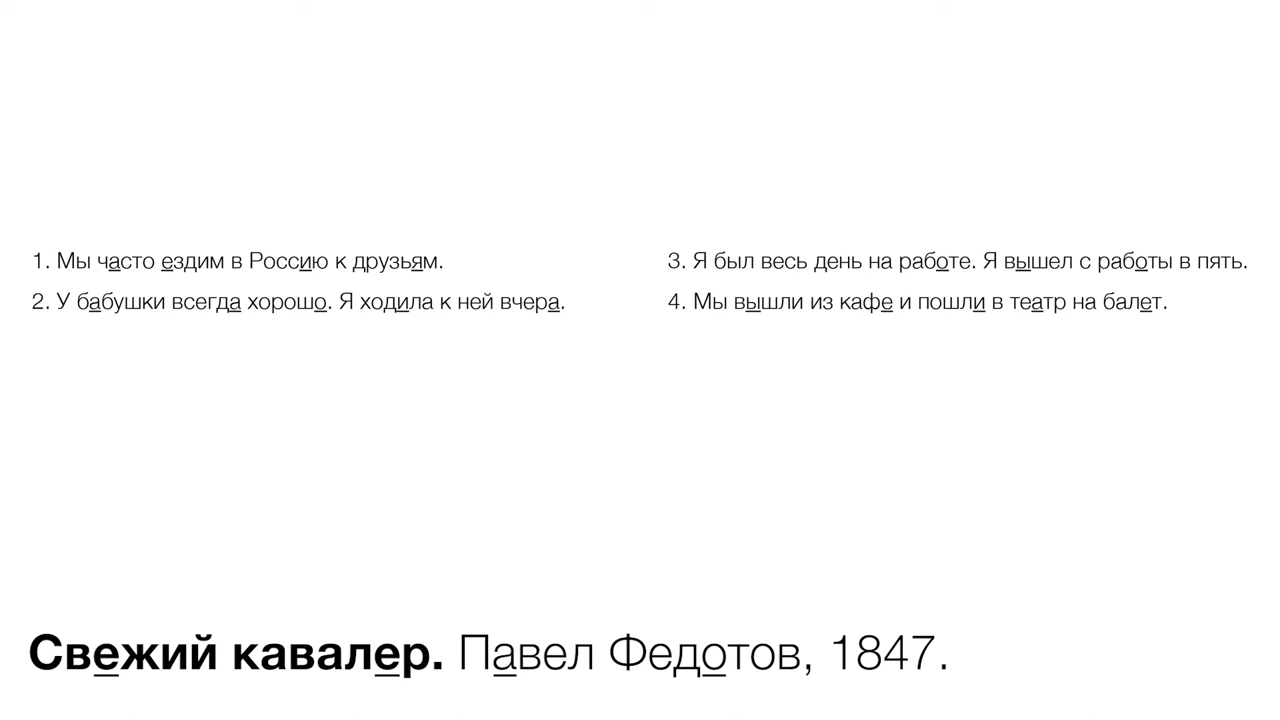 1. Мы часто ездим в Россию к друзьям.
2. У бабушки всегда хорошо. Я ходила к ней вчера.
3. Я был весь день на работе. Я вышел с работы в пять.
4. Мы вышли из кафе и пошли в театр на балет.
Свежий кавалер. Павел Федотов, 1847.